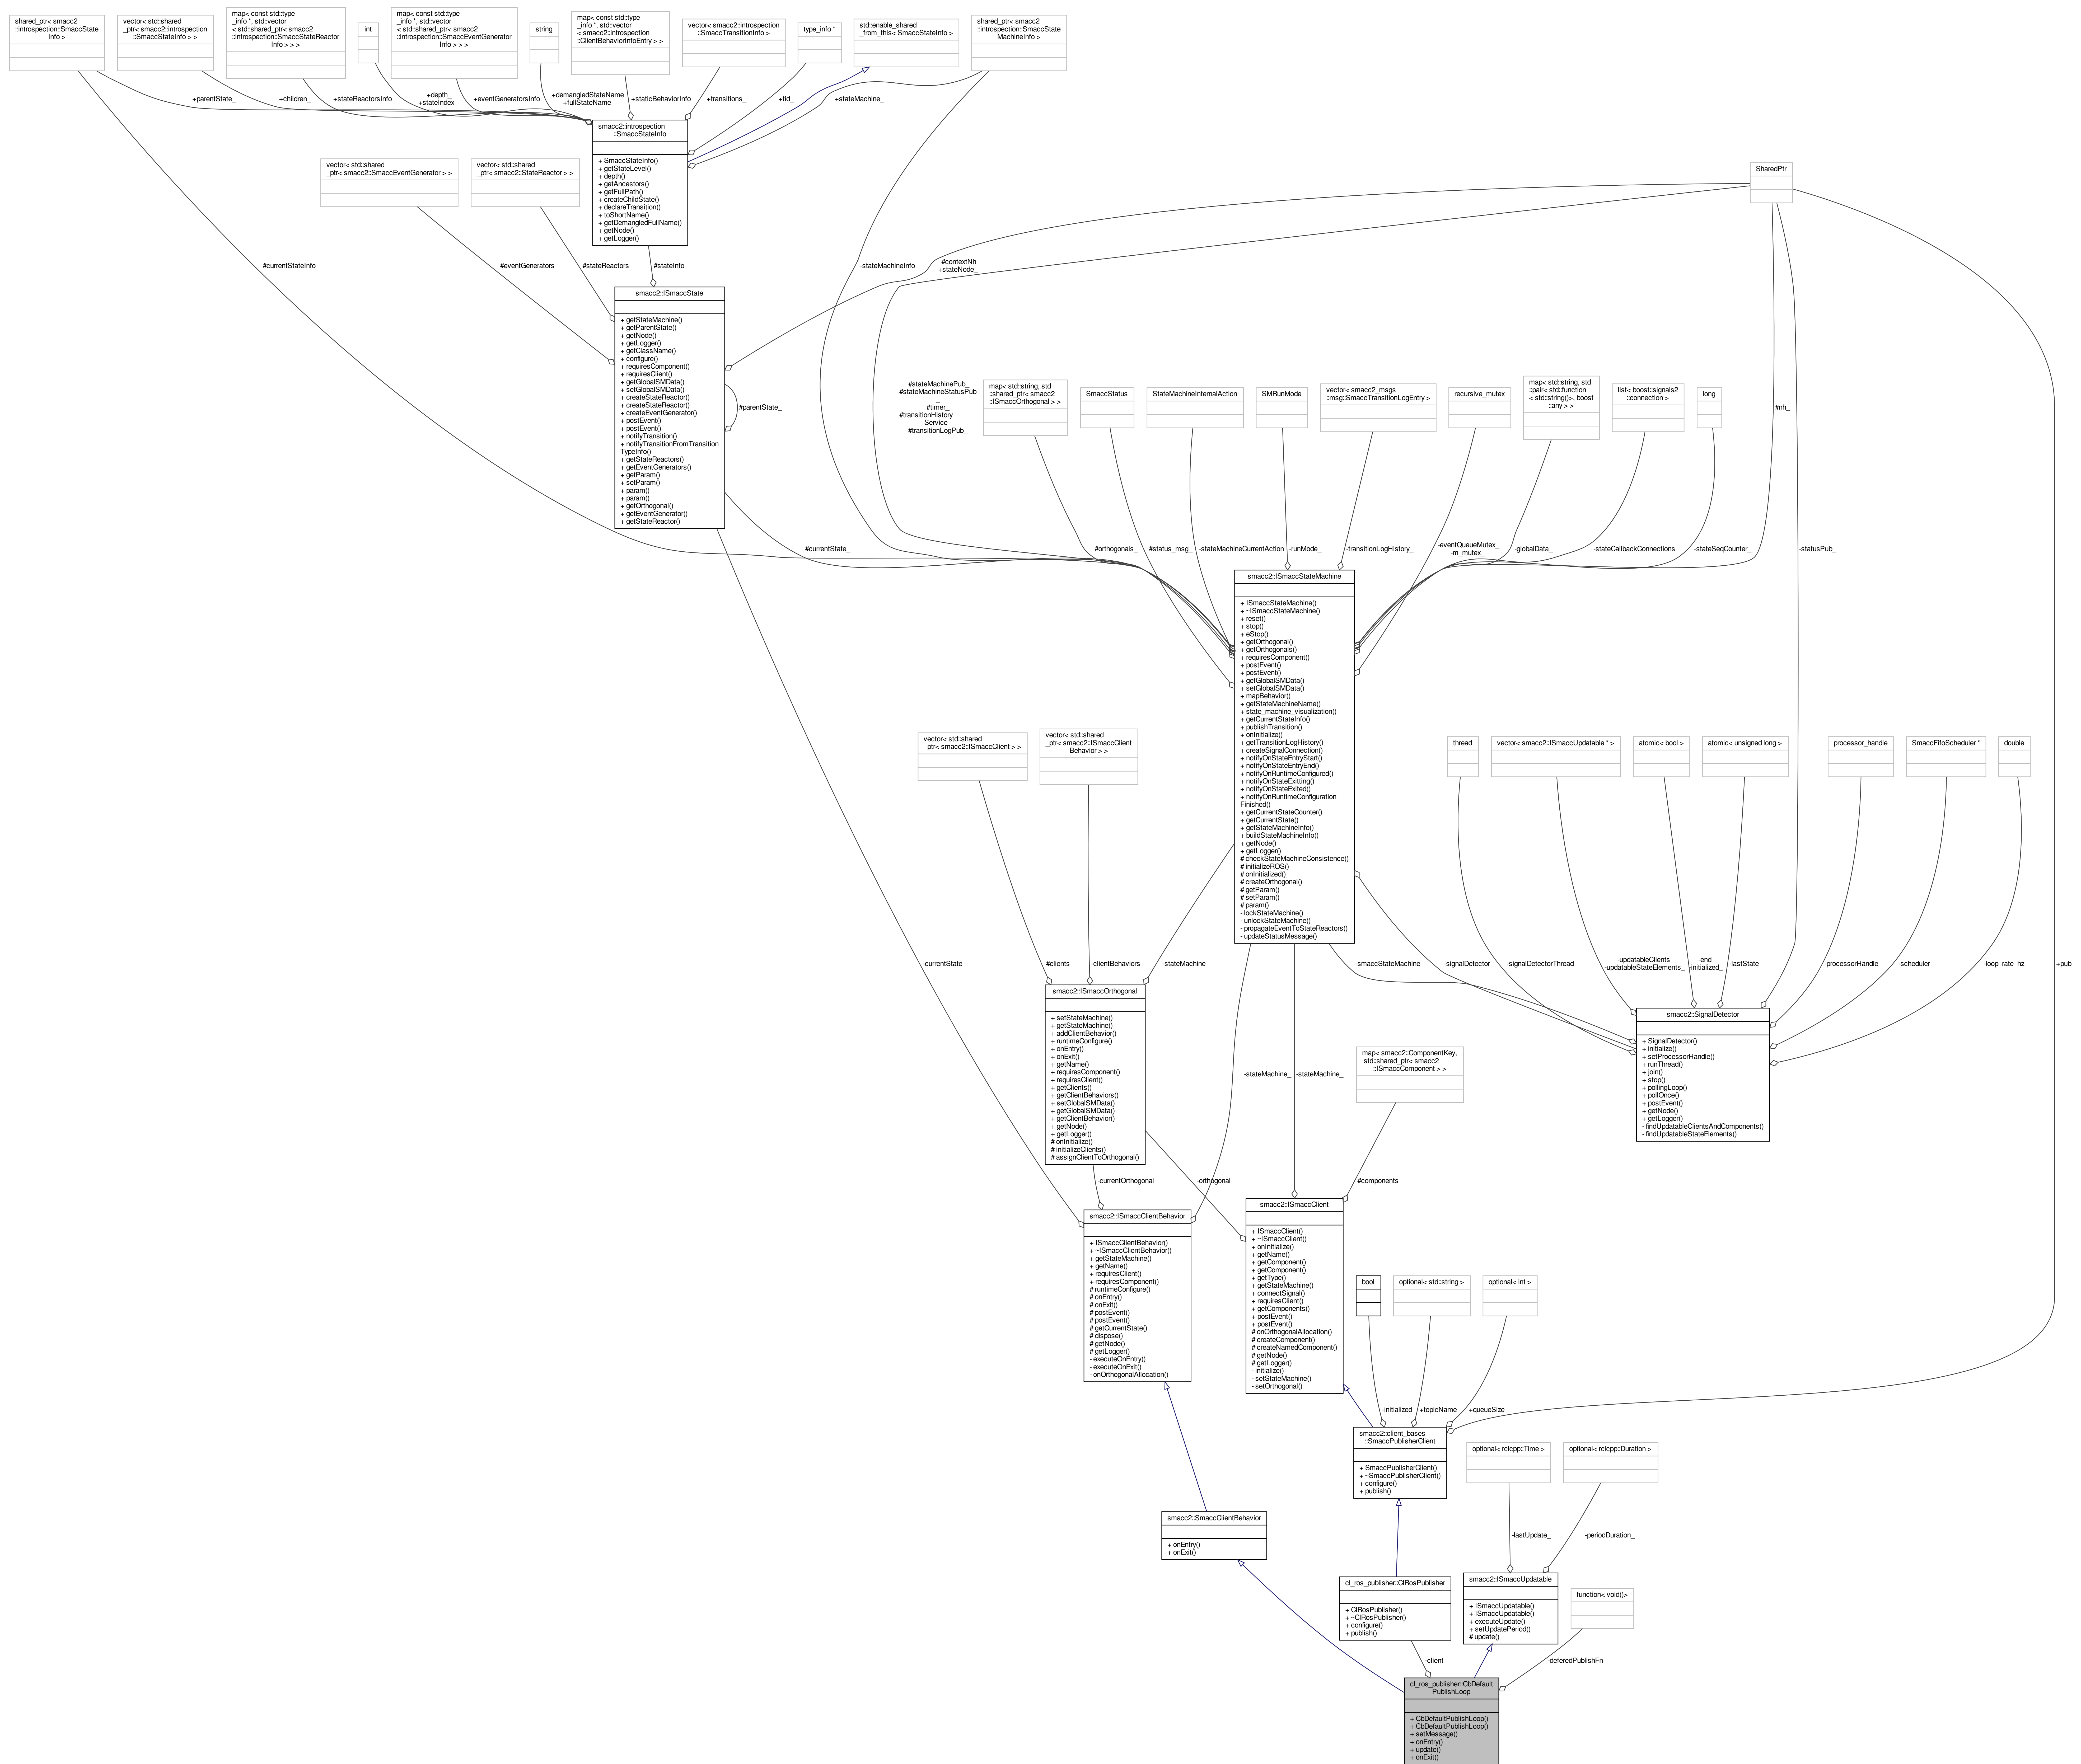 shared_ptr< smacc2
::introspection::SmaccState
Info >
vector< std::shared
_ptr< smacc2::introspection
::SmaccStateInfo > >
map< const std::type
_info *, std::vector
< std::shared_ptr< smacc2
::introspection::SmaccStateReactor
Info > > >
int
map< const std::type
_info *, std::vector
< std::shared_ptr< smacc2
::introspection::SmaccEventGenerator
Info > > >
string
map< const std::type
_info *, std::vector
< smacc2::introspection
::ClientBehaviorInfoEntry > >
vector< smacc2::introspection
::SmaccTransitionInfo >
type_info *
std::enable_shared
_from_this< SmaccStateInfo >
shared_ptr< smacc2
::introspection::SmaccState
MachineInfo >
+parentState_
+children_
+stateReactorsInfo
+depth_
+stateIndex_
+eventGeneratorsInfo
+demangledStateName
+fullStateName
+staticBehaviorInfo
+transitions_
+tid_
+stateMachine_
smacc2::introspection
::SmaccStateInfo
+ SmaccStateInfo()
+ getStateLevel()
+ depth()
+ getAncestors()
+ getFullPath()
+ createChildState()
+ declareTransition()
+ toShortName()
+ getDemangledFullName()
+ getNode()
+ getLogger()
vector< std::shared
_ptr< smacc2::SmaccEventGenerator > >
vector< std::shared
_ptr< smacc2::StateReactor > >
SharedPtr
#currentStateInfo_
#eventGenerators_
#stateReactors_
#stateInfo_
-stateMachineInfo_
#contextNh
+stateNode_
smacc2::ISmaccState
+ getStateMachine()
+ getParentState()
+ getNode()
+ getLogger()
+ getClassName()
+ configure()
+ requiresComponent()
+ requiresClient()
+ getGlobalSMData()
+ setGlobalSMData()
+ createStateReactor()
+ createStateReactor()
+ createEventGenerator()
+ postEvent()
+ postEvent()
+ notifyTransition()
+ notifyTransitionFromTransition
TypeInfo()
+ getStateReactors()
+ getEventGenerators()
+ getParam()
+ setParam()
+ param()
+ param()
+ getOrthogonal()
+ getEventGenerator()
+ getStateReactor()
#parentState_
#stateMachinePub_
#stateMachineStatusPub
_
#timer_
#transitionHistory
Service_
#transitionLogPub_
map< std::string, std
::shared_ptr< smacc2
::ISmaccOrthogonal > >
SmaccStatus
StateMachineInternalAction
SMRunMode
vector< smacc2_msgs
::msg::SmaccTransitionLogEntry >
recursive_mutex
map< std::string, std
::pair< std::function
< std::string()>, boost
::any > >
list< boost::signals2
::connection >
long
#nh_
#currentState_
#orthogonals_
#status_msg_
-stateMachineCurrentAction
-runMode_
-transitionLogHistory_
-eventQueueMutex_
-m_mutex_
-globalData_
-stateCallbackConnections
-stateSeqCounter_
-statusPub_
smacc2::ISmaccStateMachine
+ ISmaccStateMachine()
+ ~ISmaccStateMachine()
+ reset()
+ stop()
+ eStop()
+ getOrthogonal()
+ getOrthogonals()
+ requiresComponent()
+ postEvent()
+ postEvent()
+ getGlobalSMData()
+ setGlobalSMData()
+ mapBehavior()
+ getStateMachineName()
+ state_machine_visualization()
+ getCurrentStateInfo()
+ publishTransition()
+ onInitialize()
+ getTransitionLogHistory()
+ createSignalConnection()
+ notifyOnStateEntryStart()
+ notifyOnStateEntryEnd()
+ notifyOnRuntimeConfigured()
+ notifyOnStateExitting()
+ notifyOnStateExited()
+ notifyOnRuntimeConfiguration
Finished()
+ getCurrentStateCounter()
+ getCurrentState()
+ getStateMachineInfo()
+ buildStateMachineInfo()
+ getNode()
+ getLogger()
# checkStateMachineConsistence()
# initializeROS()
# onInitialized()
# createOrthogonal()
# getParam()
# setParam()
# param()
- lockStateMachine()
- unlockStateMachine()
- propagateEventToStateReactors()
- updateStatusMessage()
vector< std::shared
_ptr< smacc2::ISmaccClient > >
vector< std::shared
_ptr< smacc2::ISmaccClient
Behavior > >
thread
vector< smacc2::ISmaccUpdatable * >
atomic< bool >
atomic< unsigned long >
processor_handle
SmaccFifoScheduler *
double
-currentState
#clients_
-clientBehaviors_
-stateMachine_
-smaccStateMachine_
-signalDetector_
-signalDetectorThread_
-updatableClients_
-updatableStateElements_
-end_
-initialized_
-lastState_
-processorHandle_
-scheduler_
-loop_rate_hz
+pub_
smacc2::ISmaccOrthogonal
+ setStateMachine()
+ getStateMachine()
+ addClientBehavior()
+ runtimeConfigure()
+ onEntry()
+ onExit()
+ getName()
+ requiresComponent()
+ requiresClient()
+ getClients()
+ getClientBehaviors()
+ setGlobalSMData()
+ getGlobalSMData()
+ getClientBehavior()
+ getNode()
+ getLogger()
# onInitialize()
# initializeClients()
# assignClientToOrthogonal()
smacc2::SignalDetector
+ SignalDetector()
+ initialize()
+ setProcessorHandle()
+ runThread()
+ join()
+ stop()
+ pollingLoop()
+ pollOnce()
+ postEvent()
+ getNode()
+ getLogger()
- findUpdatableClientsAndComponents()
- findUpdatableStateElements()
map< smacc2::ComponentKey,
std::shared_ptr< smacc2
::ISmaccComponent > >
-stateMachine_
-stateMachine_
-currentOrthogonal
-orthogonal_
#components_
smacc2::ISmaccClientBehavior
+ ISmaccClientBehavior()
+ ~ISmaccClientBehavior()
+ getStateMachine()
+ getName()
+ requiresClient()
+ requiresComponent()
# runtimeConfigure()
# onEntry()
# onExit()
# postEvent()
# postEvent()
# getCurrentState()
# dispose()
# getNode()
# getLogger()
- executeOnEntry()
- executeOnExit()
- onOrthogonalAllocation()
smacc2::ISmaccClient
+ ISmaccClient()
+ ~ISmaccClient()
+ onInitialize()
+ getName()
+ getComponent()
+ getComponent()
+ getType()
+ getStateMachine()
+ connectSignal()
+ requiresClient()
+ getComponents()
+ postEvent()
+ postEvent()
# onOrthogonalAllocation()
# createComponent()
# createNamedComponent()
# getNode()
# getLogger()
- initialize()
- setStateMachine()
- setOrthogonal()
bool
optional< std::string >
optional< int >
-initialized_
+topicName
+queueSize
smacc2::client_bases
::SmaccPublisherClient
+ SmaccPublisherClient()
+ ~SmaccPublisherClient()
+ configure()
+ publish()
optional< rclcpp::Time >
optional< rclcpp::Duration >
smacc2::SmaccClientBehavior
+ onEntry()
+ onExit()
-lastUpdate_
-periodDuration_
cl_ros_publisher::ClRosPublisher
+ ClRosPublisher()
+ ~ClRosPublisher()
+ configure()
+ publish()
smacc2::ISmaccUpdatable
+ ISmaccUpdatable()
+ ISmaccUpdatable()
+ executeUpdate()
+ setUpdatePeriod()
# update()
function< void()>
-client_
-deferedPublishFn
cl_ros_publisher::CbDefault
PublishLoop
+ CbDefaultPublishLoop()
+ CbDefaultPublishLoop()
+ setMessage()
+ onEntry()
+ update()
+ onExit()